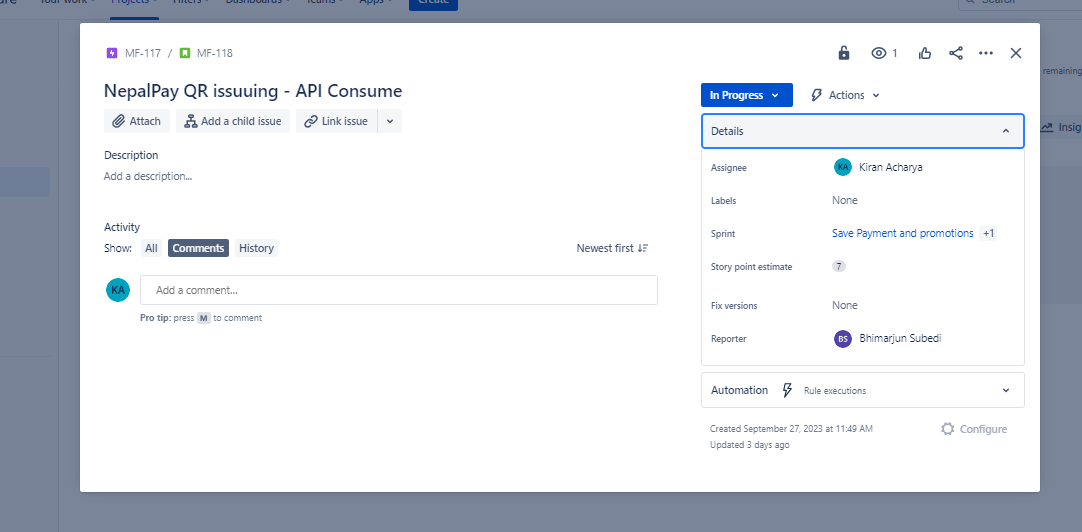 Your work Projects Filters Dashboards Teams Apps Create Search
MF-117 / MF-118 1
remaining
NepalPay QR issuuing - API Consume
In Progress Actions
Attach Add a child issue Link issue
Details
Description
Add a description...
Assignee KA Kiran Acharya
Labels None
Activity
Sprint Save Payment and promotions +1
Show: All Comments History Newest first
Story point estimate 7
KA Add a comment...
Fix versions None
Pro tip: press M to comment
Reporter BS Bhimarjun Subedi
Automation Rule executions
Created September 27, 2023 at 11:49 AM Configure
Updated 3 days ago